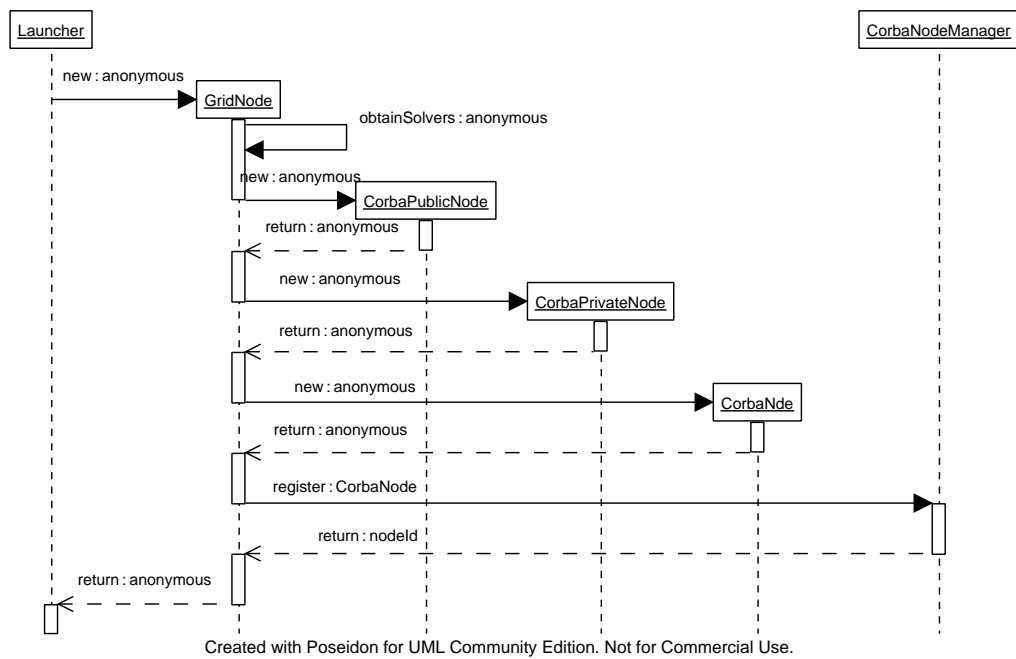 Launcher
CorbaNodeManager
new : anonymous
GridNode
obtainSolvers : anonymous
new : anonymous
CorbaPublicNode
return : anonymous
new : anonymous
CorbaPrivateNode
return : anonymous
new : anonymous
CorbaNde
return : anonymous
register : CorbaNode
return : nodeId
return : anonymous
Created with Poseidon for UML Community Edition. Not for Commercial Use.